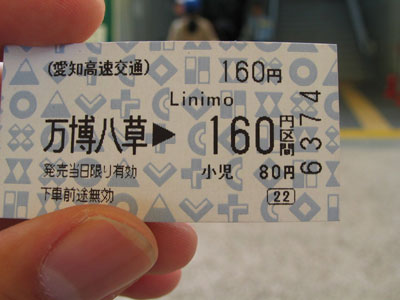 (愛知高速交通) 160円
Linimo
万博八草▶ 160円区間
発売当日限り有効 小児 80円
下車前途無効 22
6374